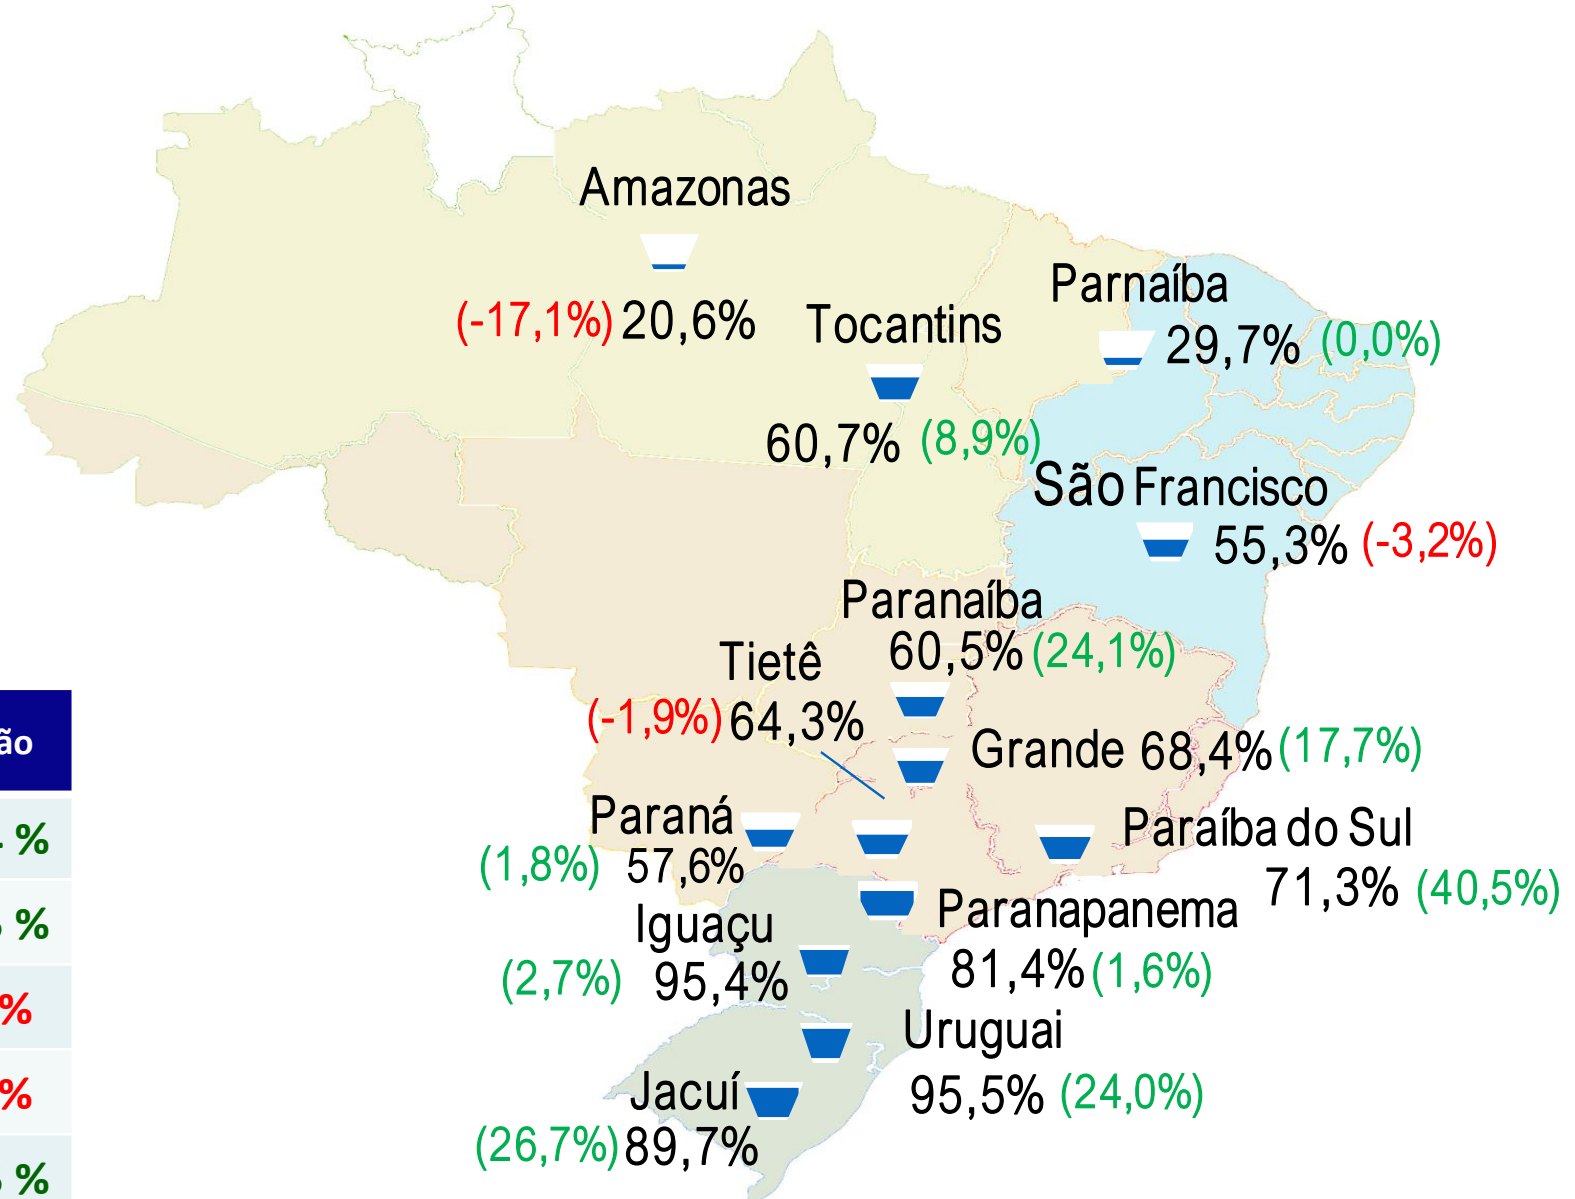 Amazonas
(-17,1%) 20,6%
Tocantins
60,7% (8,9%)
Parnaíba
29,7% (0,0%)
São Francisco
55,3% (-3,2%)
Paranaíba
60,5% (24,1%)
Tietê
(-1,9%) 64,3%
Grande 68,4% (17,7%)
Paraná
(1,8%) 57,6%
Paraíba do Sul
71,3% (40,5%)
Iguaçu
(2,7%) 95,4%
Paranapanema
81,4% (1,6%)
Uruguai
95,5% (24,0%)
Jacuí
(26,7%) 89,7%
ão
%
%
%
%
%